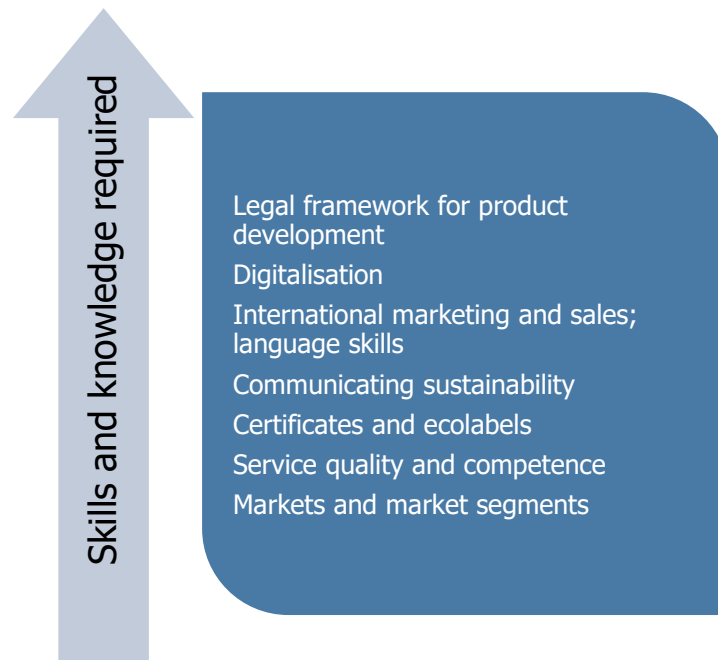 Skills and knowledge required
Legal framework for product
development
Digitalisation
International marketing and sales;
language skills
Communicating sustainability
Certificates and ecolabels
Service quality and competence
Markets and market segments